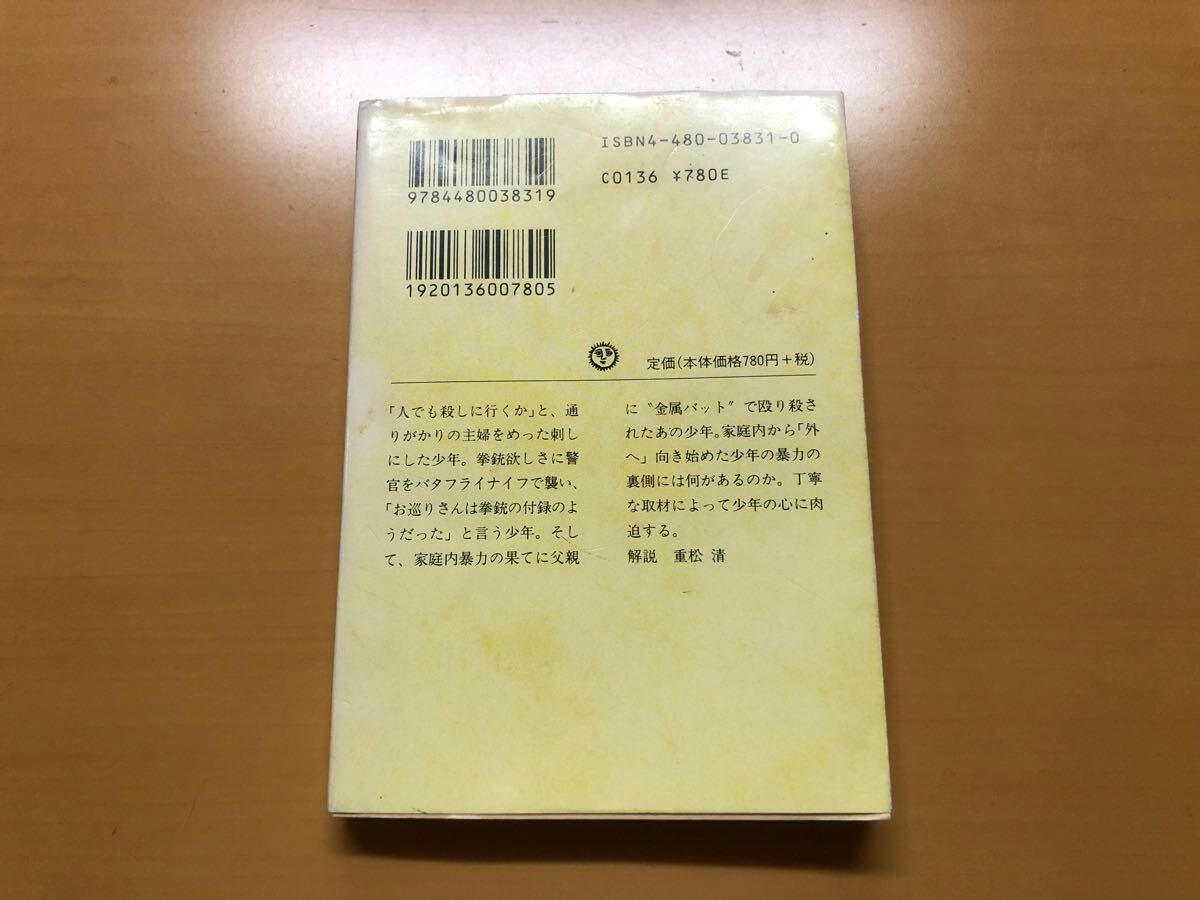 ISBN4-480-03831-0
C0136 ¥780E
9784480038319
1920136007805
定価(本体価格780円+税)
「人でも殺しに行くか」と、通
りがかりの主婦をめった刺し
にした少年。拳銃欲しさに警
官をバタフライナイフで襲い、
「お巡りさんは拳銃の付録のよ
うだった」と言う少年。そし
て、家庭内暴力の果てに父親
に〝金属バット〟で殴り殺さ
れたあの少年。家庭内から「外
へ」向き始めた少年の暴力の
裏側には何があるのか。丁寧
な取材によって少年の心に肉
迫する。
解説 重松 清